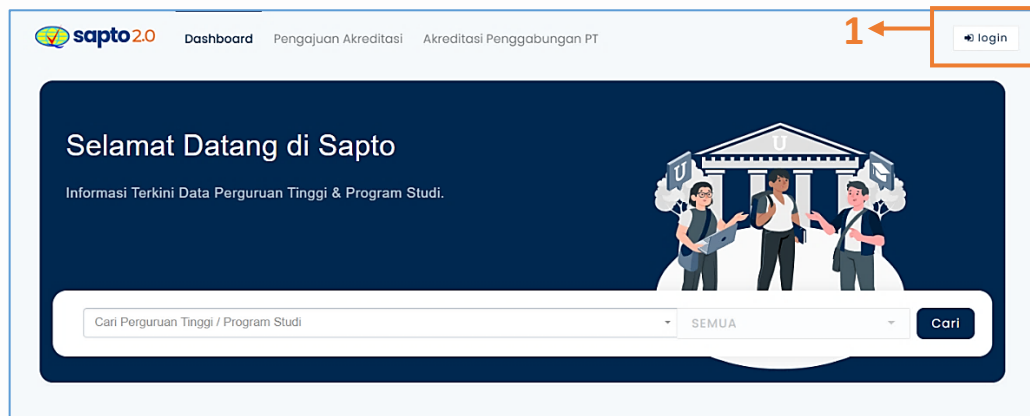 sapto 2.0 Dashboard Pengajuan Akreditasi Akreditasi Penggabungan PT 1 login
Selamat Datang di Sapto
Informasi Terkini Data Perguruan Tinggi & Program Studi.
U
U
Cari Perguruan Tinggi / Program Studi SEMUA Cari